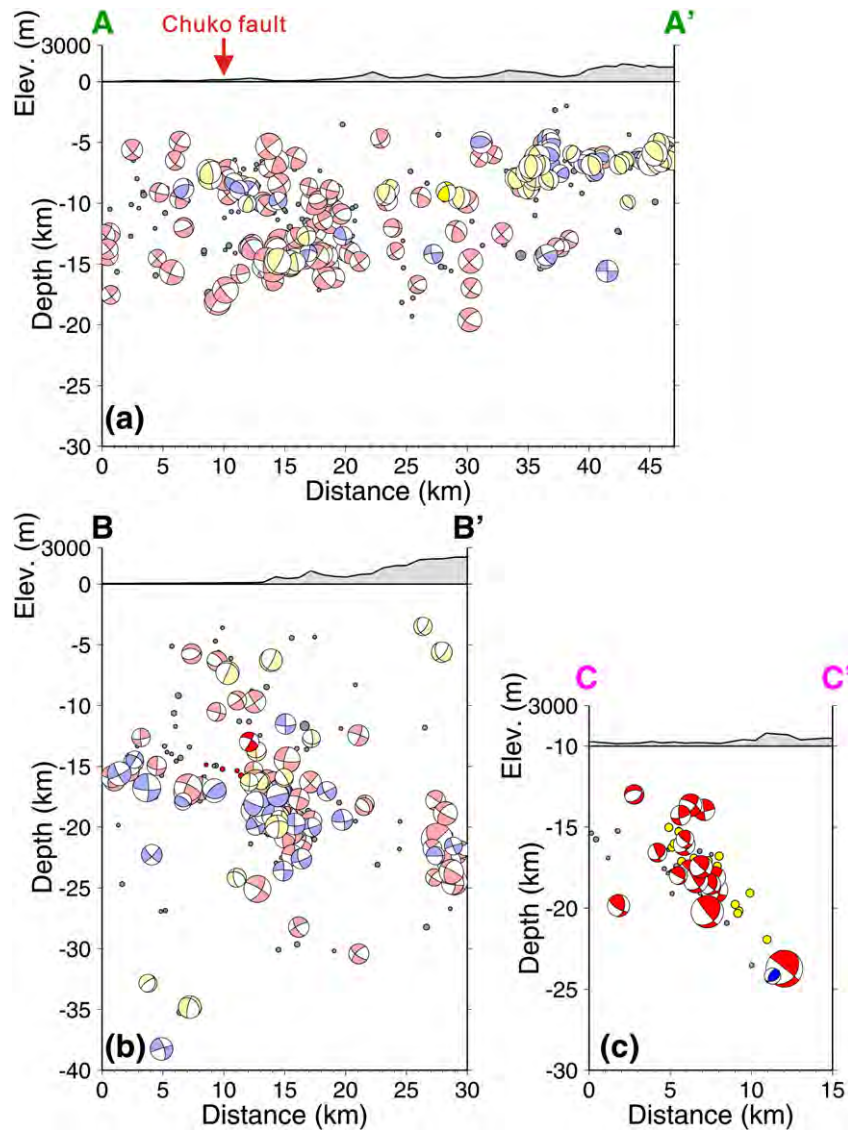 A Chuko fault A'
3000
0
Elev. (m)
0
-5
-10
-15
-20
-25
-30
Depth (km)
(a)
0 5 10 15 20 25 30 35 40 45
Distance (km)
B B'
3000
0
Elev. (m)
0
-5
-10
-15
-20
-25
-30
-35
-40
Depth (km)
(b)
0 5 10 15 20 25 30
Distance (km)
C C'
3000
-10
Elev. (m)
-15
-20
-30
Depth (km)
(c)
0 5 10 15
Distance (km)